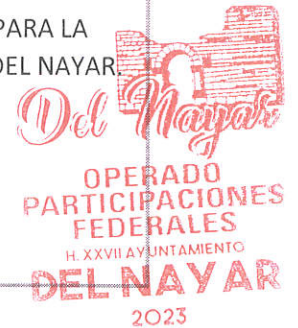 PARA LA
DEL NAYAR.
Del Nayar
OPERADO
PARTICIPACIONES
FEDERALES
H. XXVII AYUNTAMIENTO
DEL NAYAR
2023